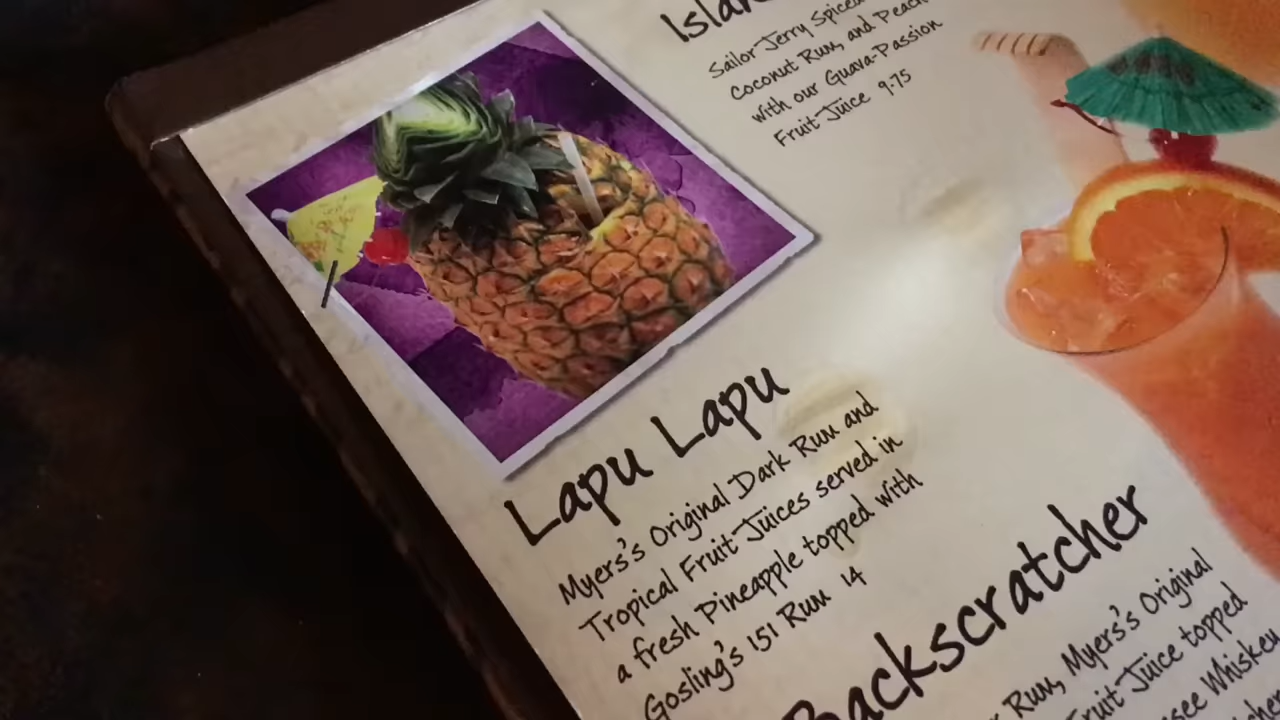 Sailor Jerry Spiced
Coconut Rum, and Peach
with our Guava-Passion
Fruit Juice 9.75
Lapu Lapu
Myers's Original Dark Rum and
Tropical Fruit Juices served in
a fresh Pineapple topped with
Gosling's 151 Rum 14
Backscratcher
Rum, Myers's Original
Fruit Juice topped
Whiskey